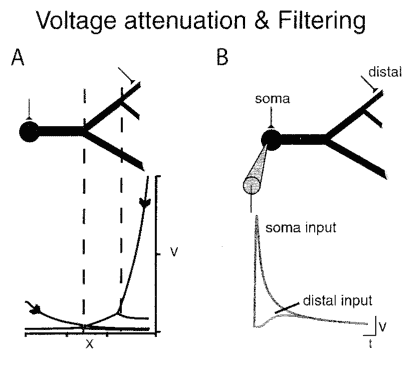 Voltage attenuation & Filtering
A
B
distal
soma
soma input
distal input
V
x
V
t